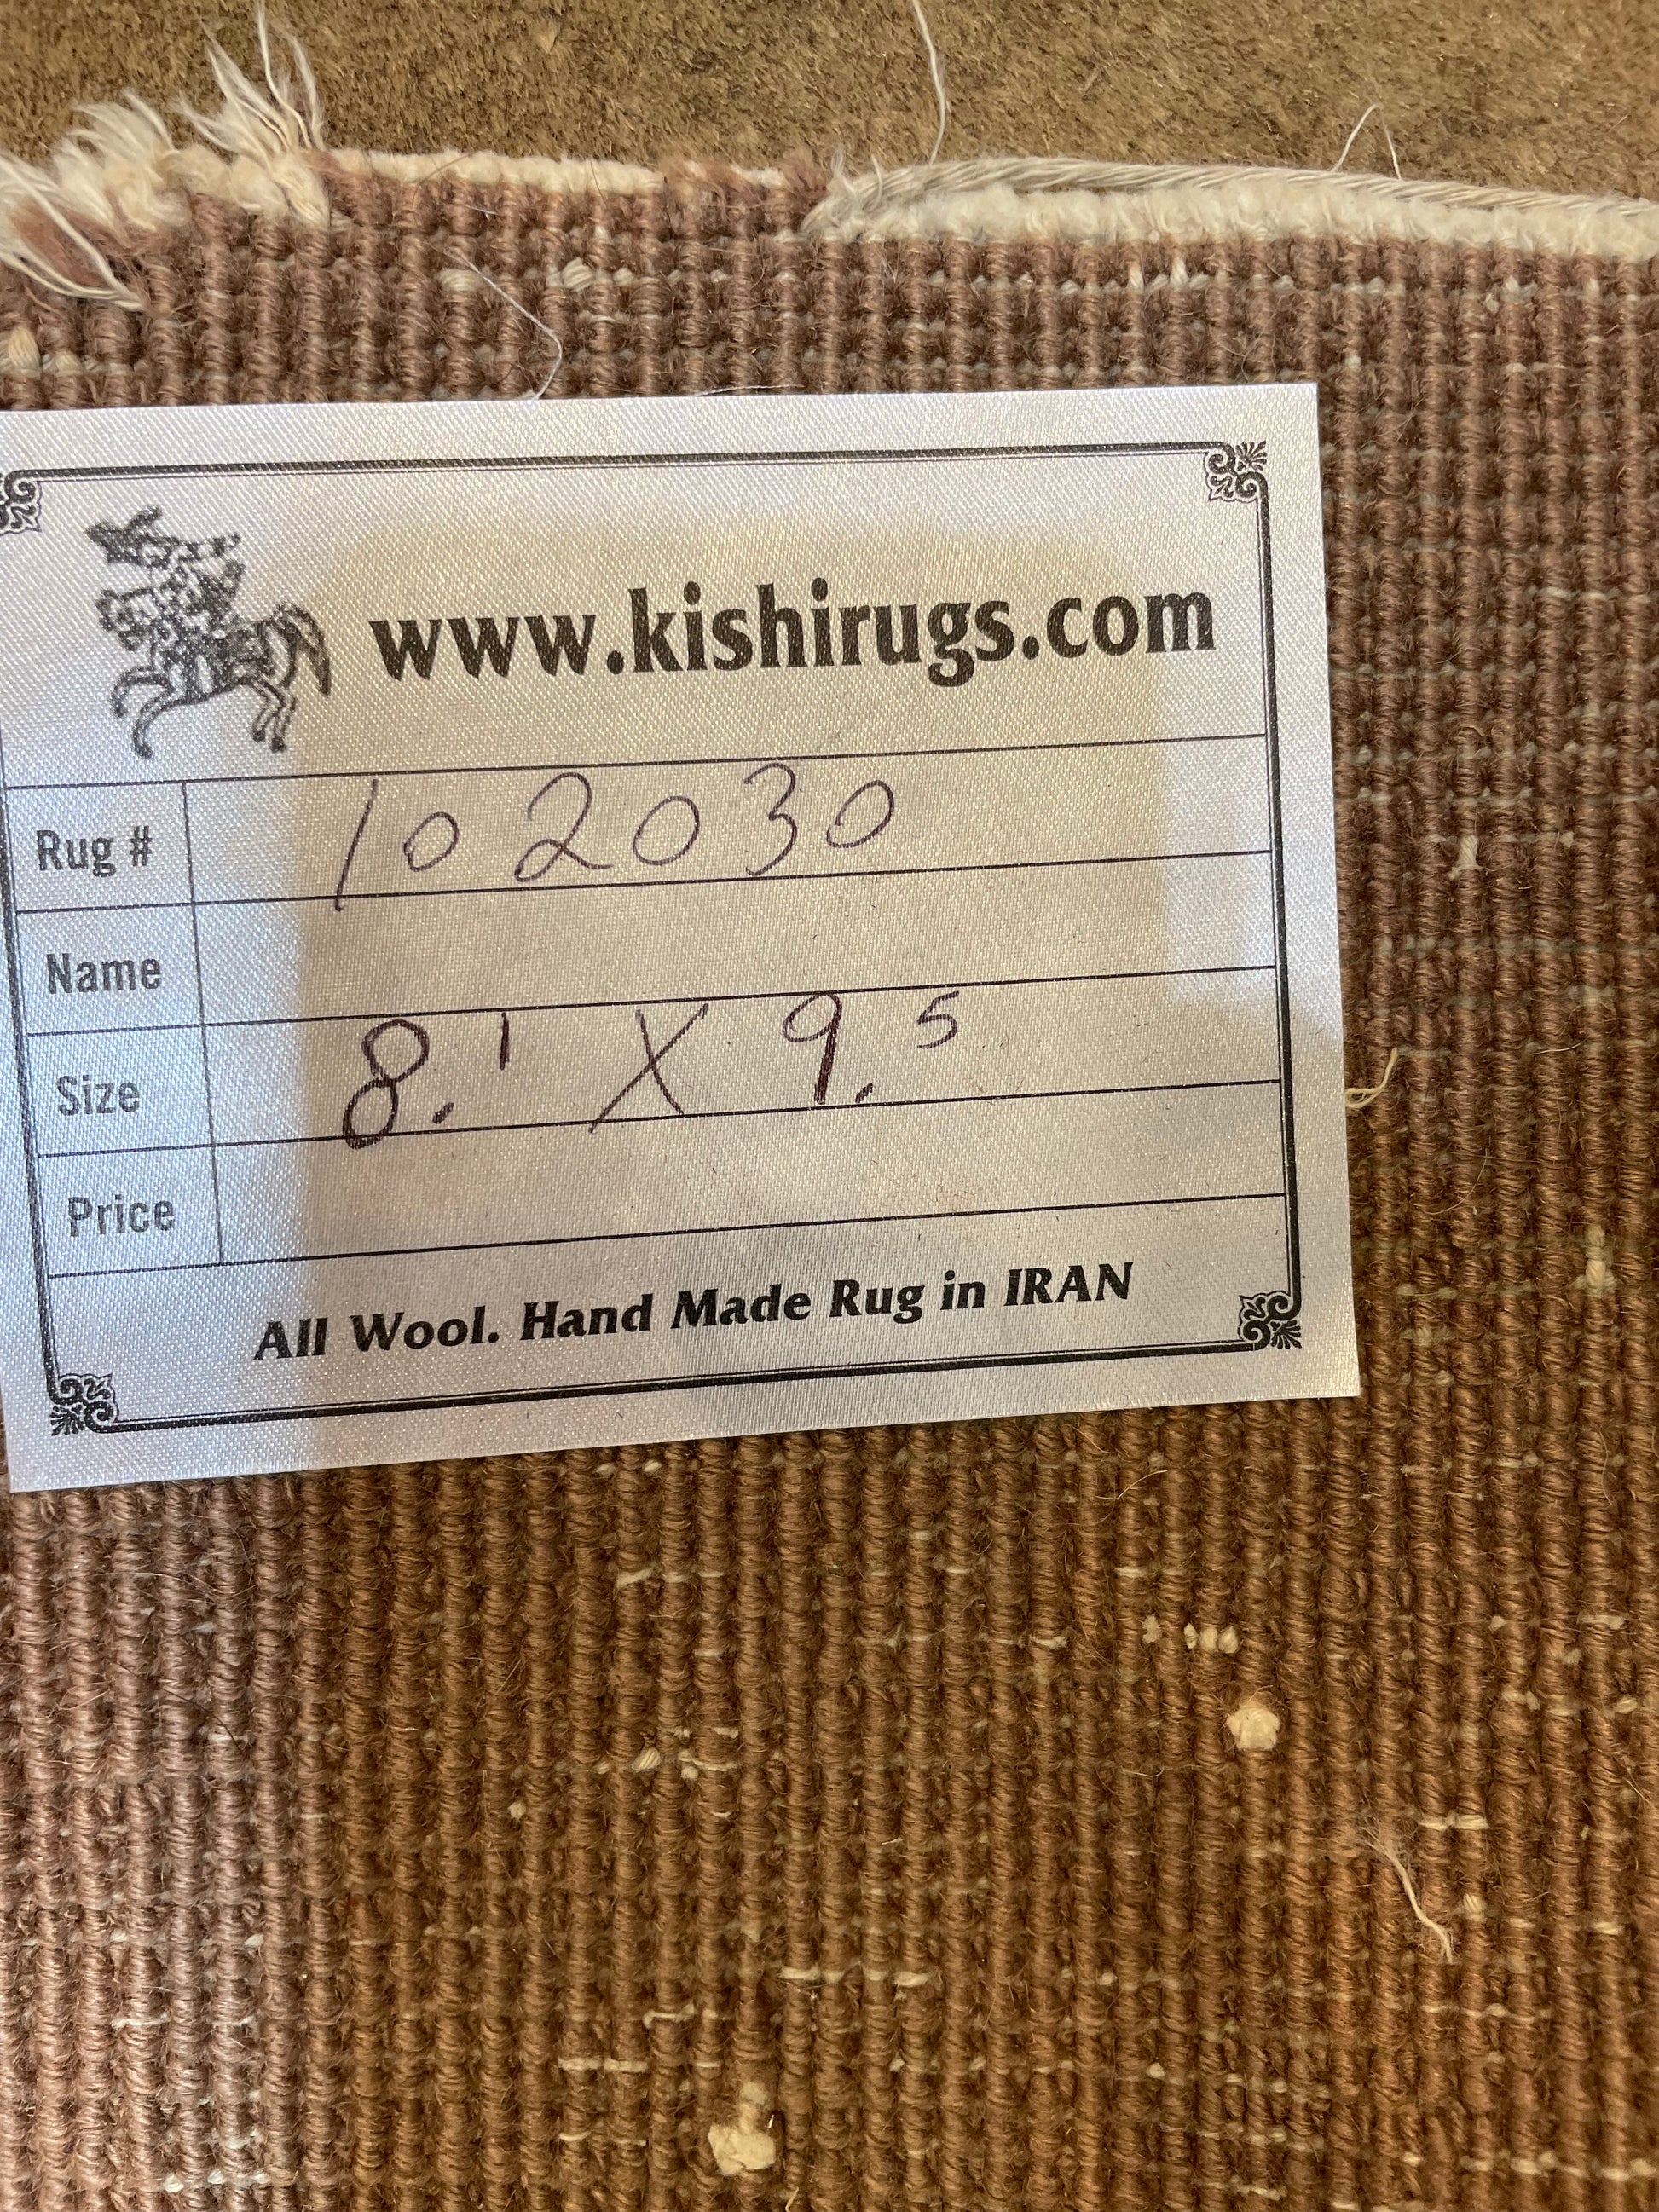 www.kishirugs.com
Rug # 102030
Name
Size 8.1 X 9.5
Price
All Wool. Hand Made Rug in IRAN